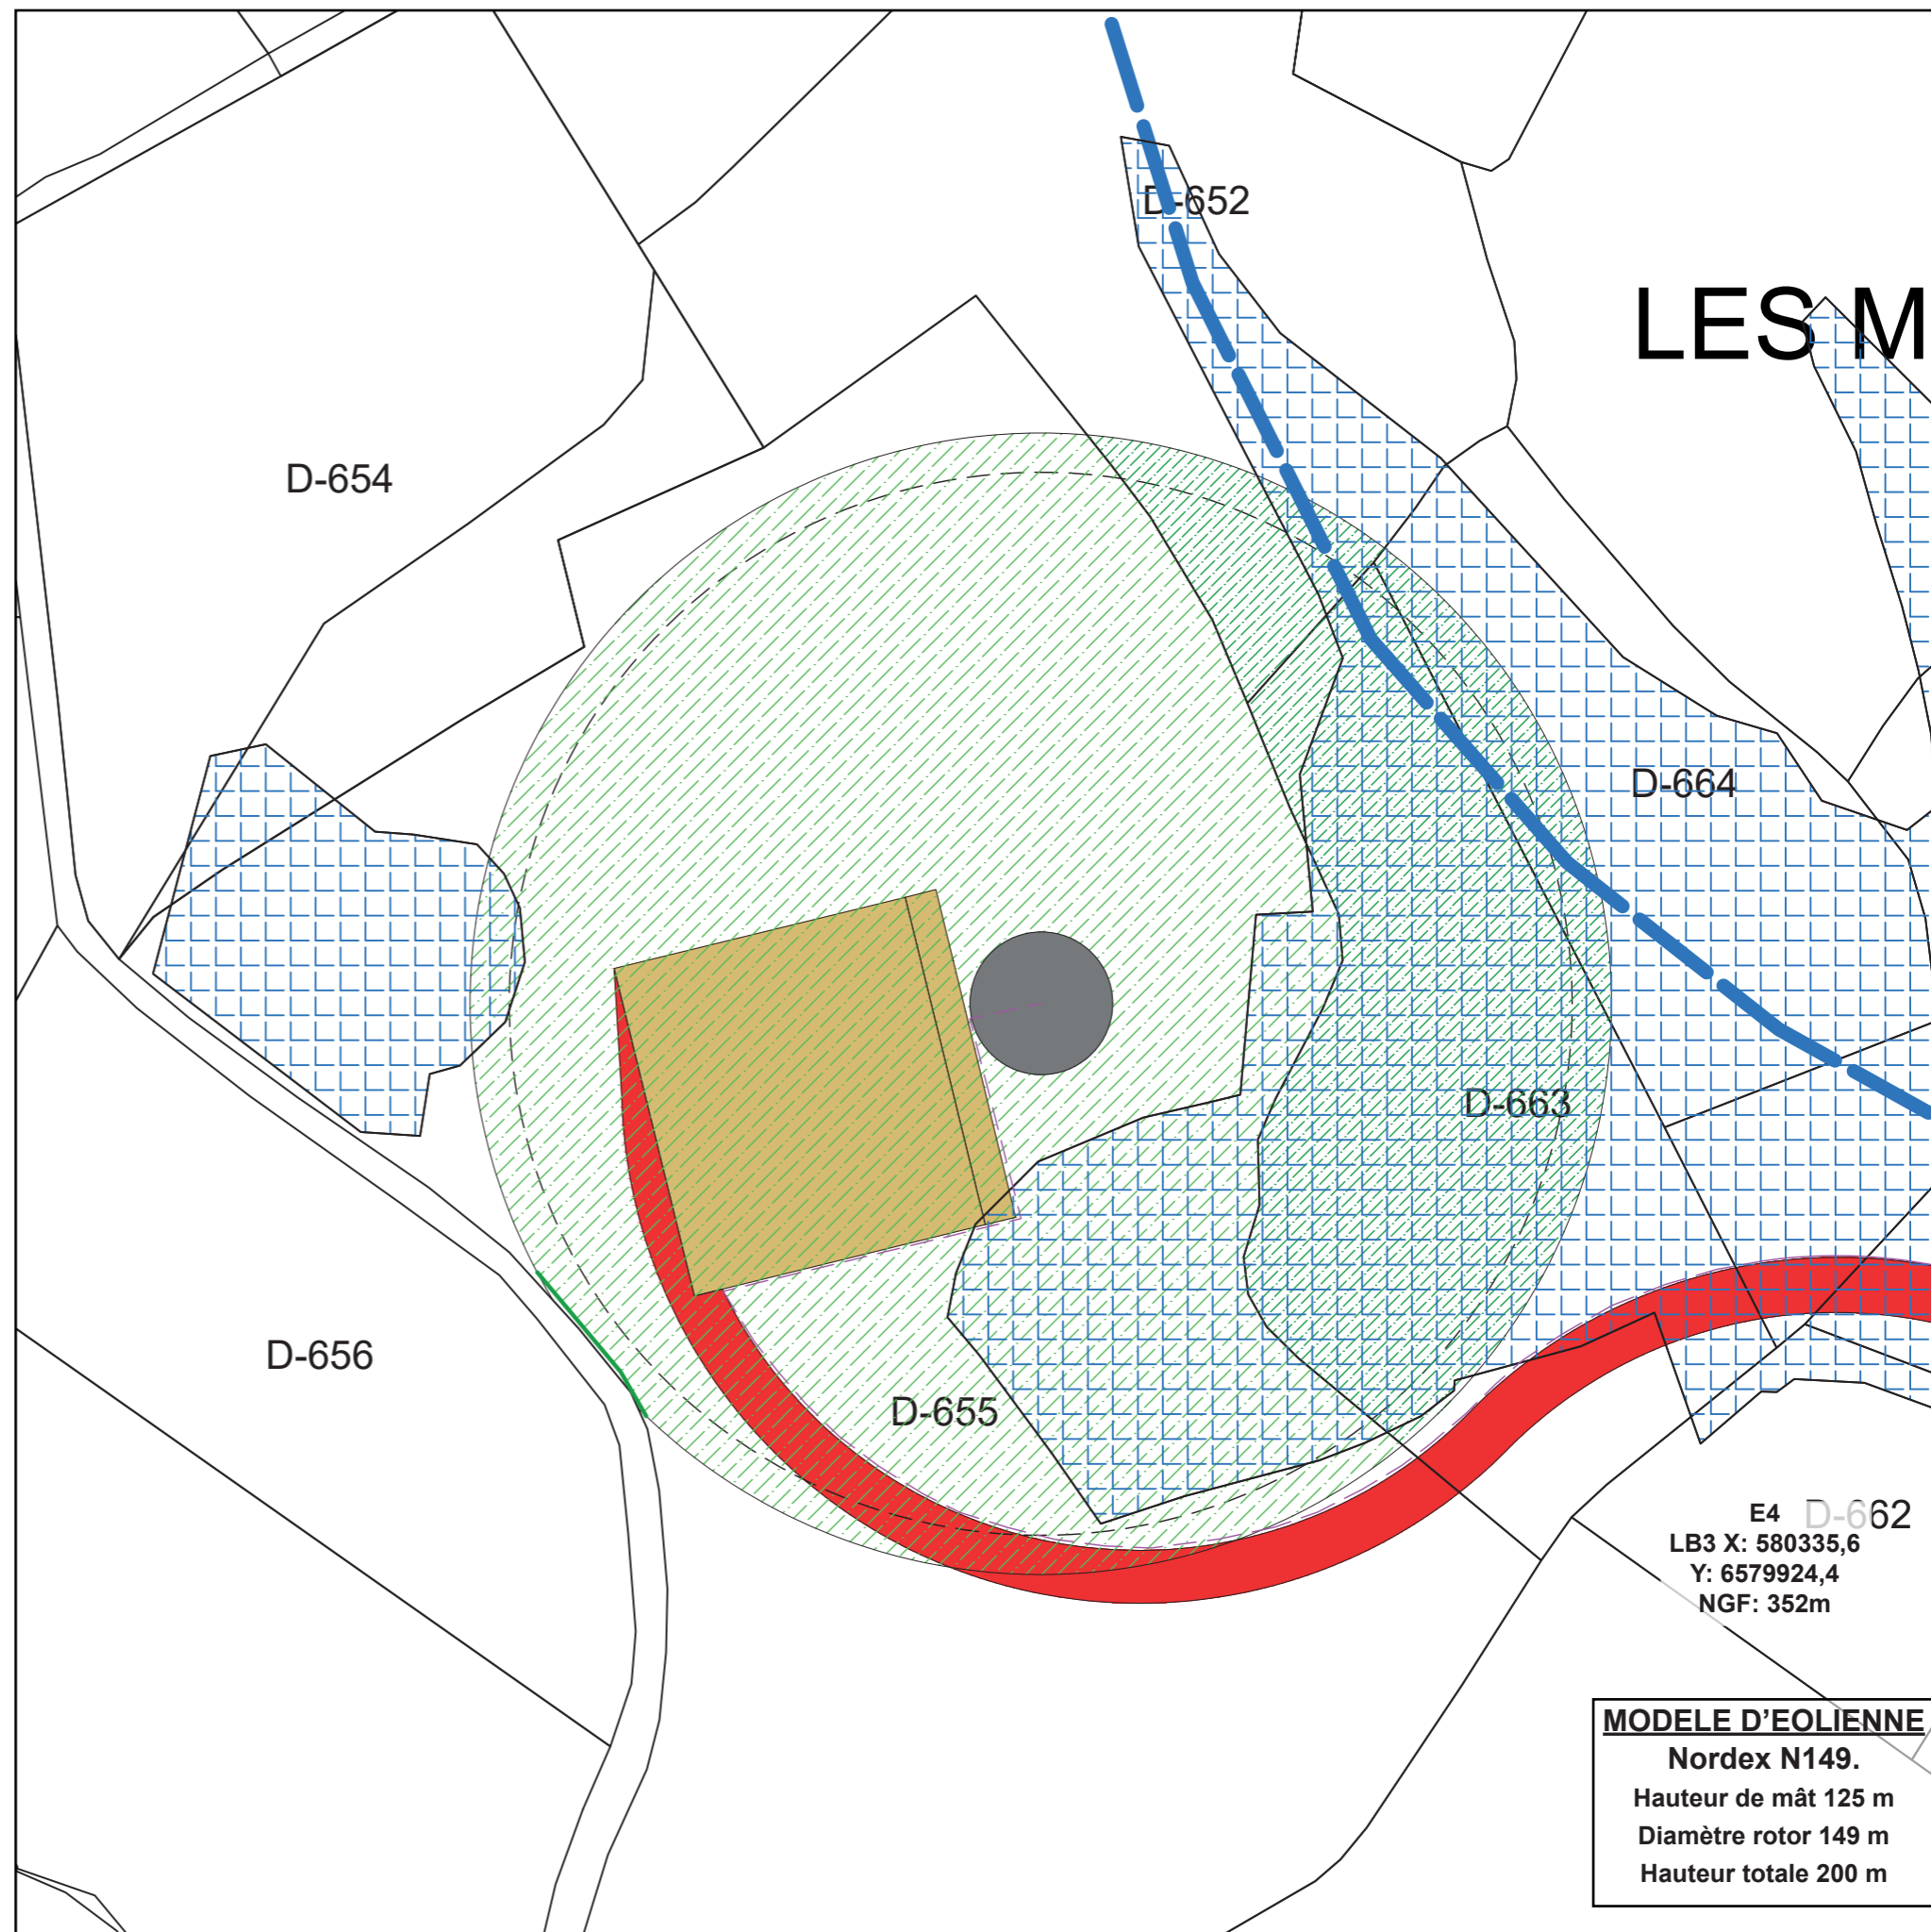 D-652
LES M
D-654
D-664
D-663
D-656
D-655
E4 D-662
LB3 X: 580335,6
Y: 6579924,4
NGF: 352m
MODELE D’EOLIENNE
Nordex N149.
Hauteur de mât 125 m
Diamètre rotor 149 m
Hauteur totale 200 m